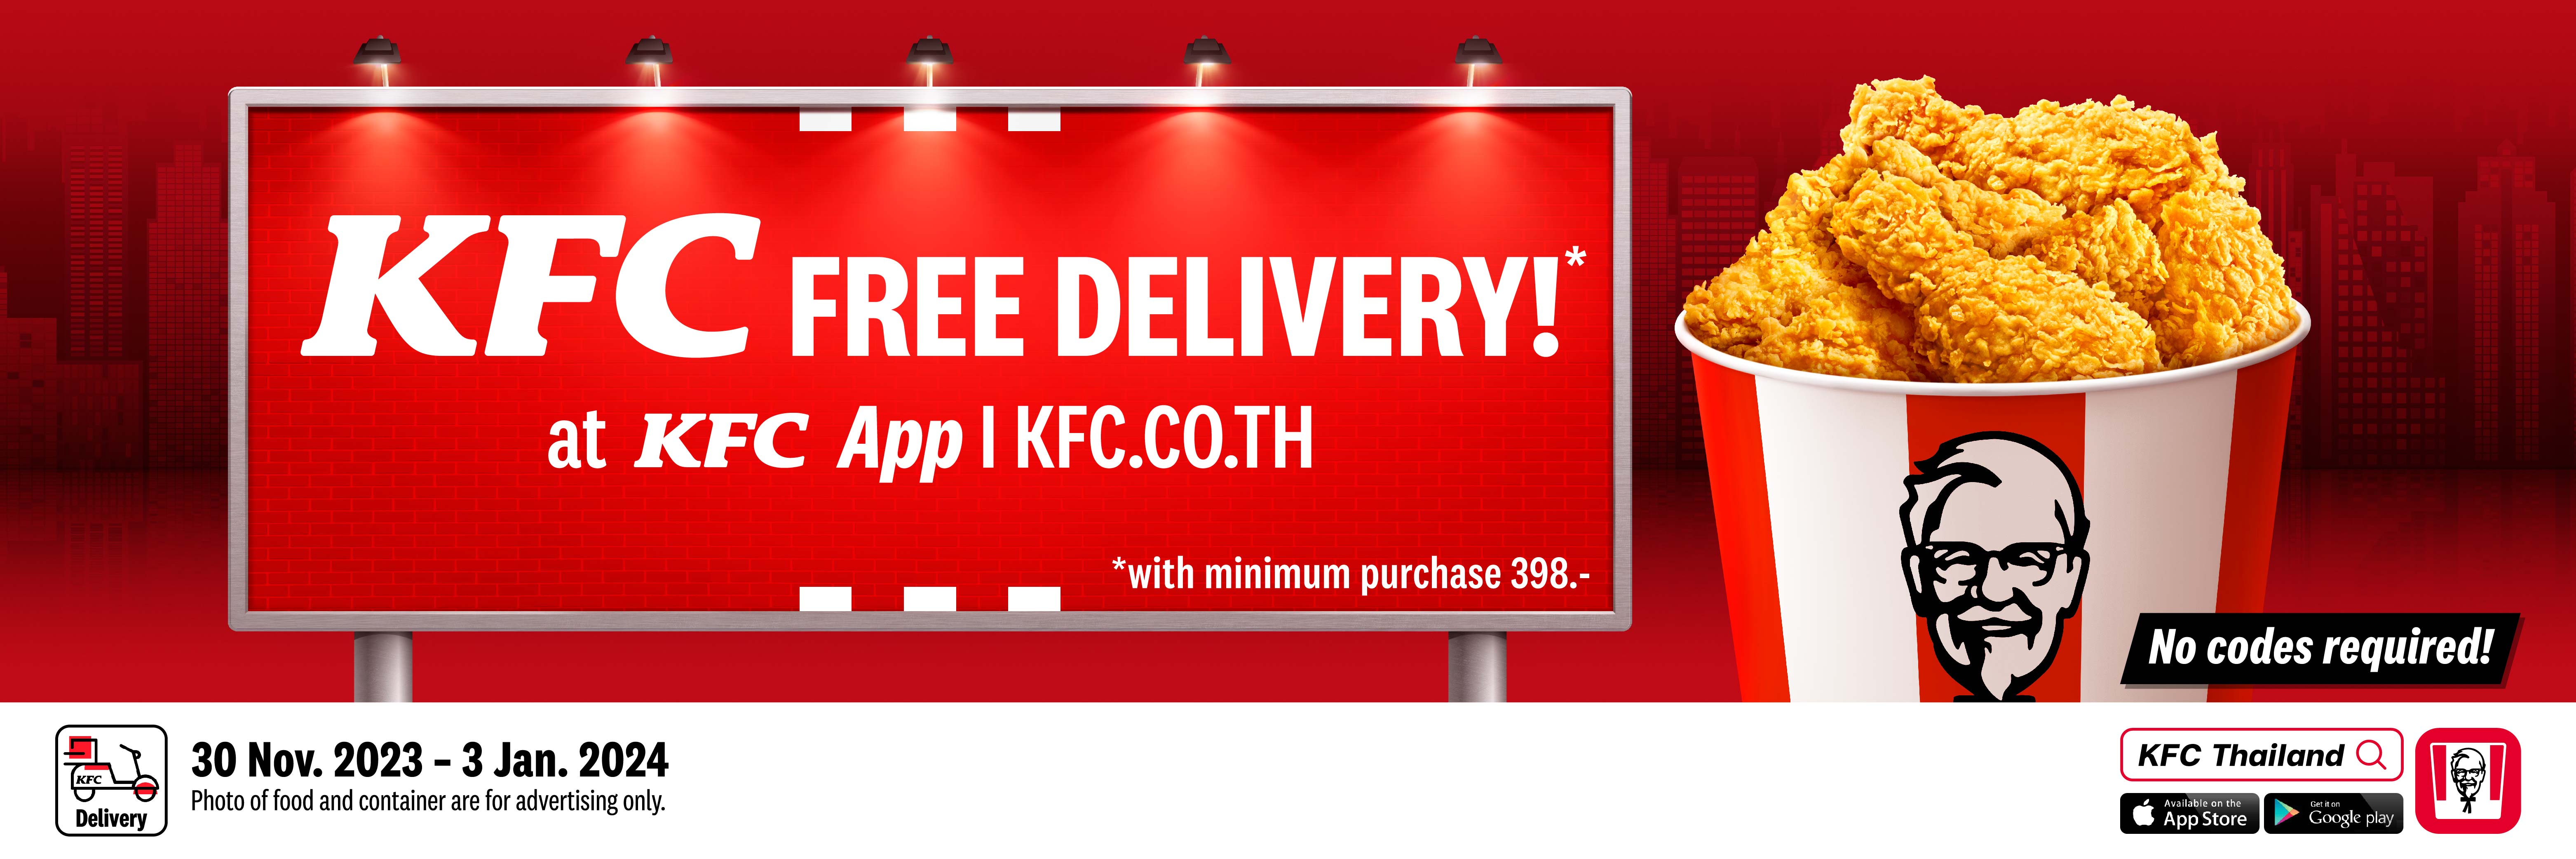 KFC FREE DELIVERY!*
at KFC App | KFC.CO.TH
*with minimum purchase 398.-
No codes required!
KFC
Delivery
30 Nov. 2023 – 3 Jan. 2024
Photo of food and container are for advertising only.
KFC Thailand
Available on the
App Store
Get it on
Google play